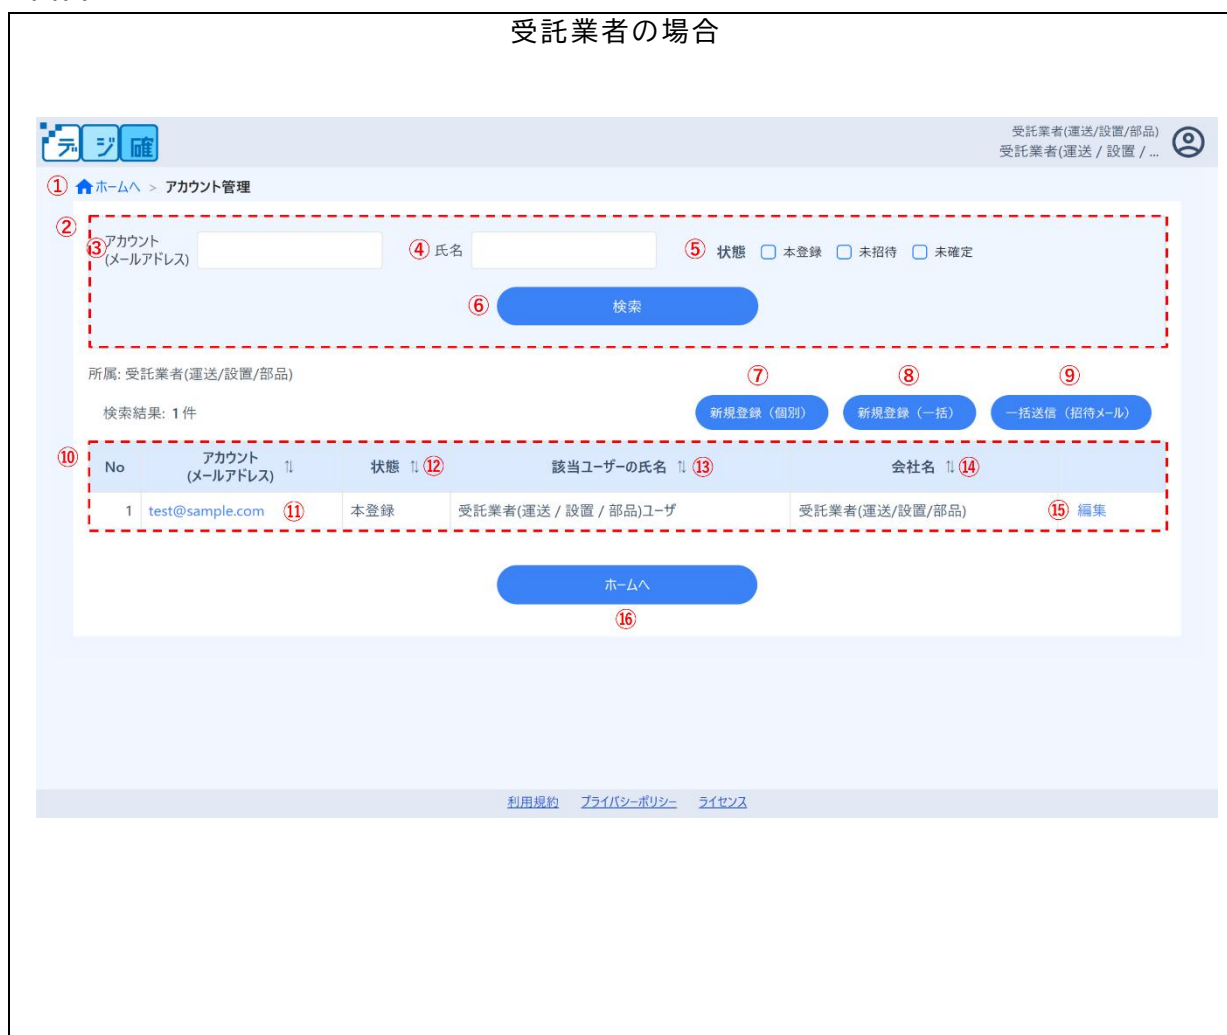 受託業者の場合
デジ確
受託業者(運送/設置/部品)
受託業者(運送 / 設置 / ...
① ホームへ > アカウント管理
②
③ アカウント
(メールアドレス)
④ 氏名
⑤ 状態 本登録 未招待 未確定
⑥ 検索
所属: 受託業者(運送/設置/部品)
⑦ ⑧ ⑨
検索結果: 1 件 新規登録（個別） 新規登録（一括） 一括送信（招待メール）
⑩ No アカウント
(メールアドレス) ⇅ 状態 ⇅ ⑫ 該当ユーザーの氏名 ⇅ ⑬ 会社名 ⇅ ⑭
1 test@sample.com ⑪ 本登録 受託業者(運送 / 設置 / 部品)ユーザ 受託業者(運送/設置/部品) ⑮ 編集
ホームへ
⑯
利用規約 プライバシーポリシー ライセンス